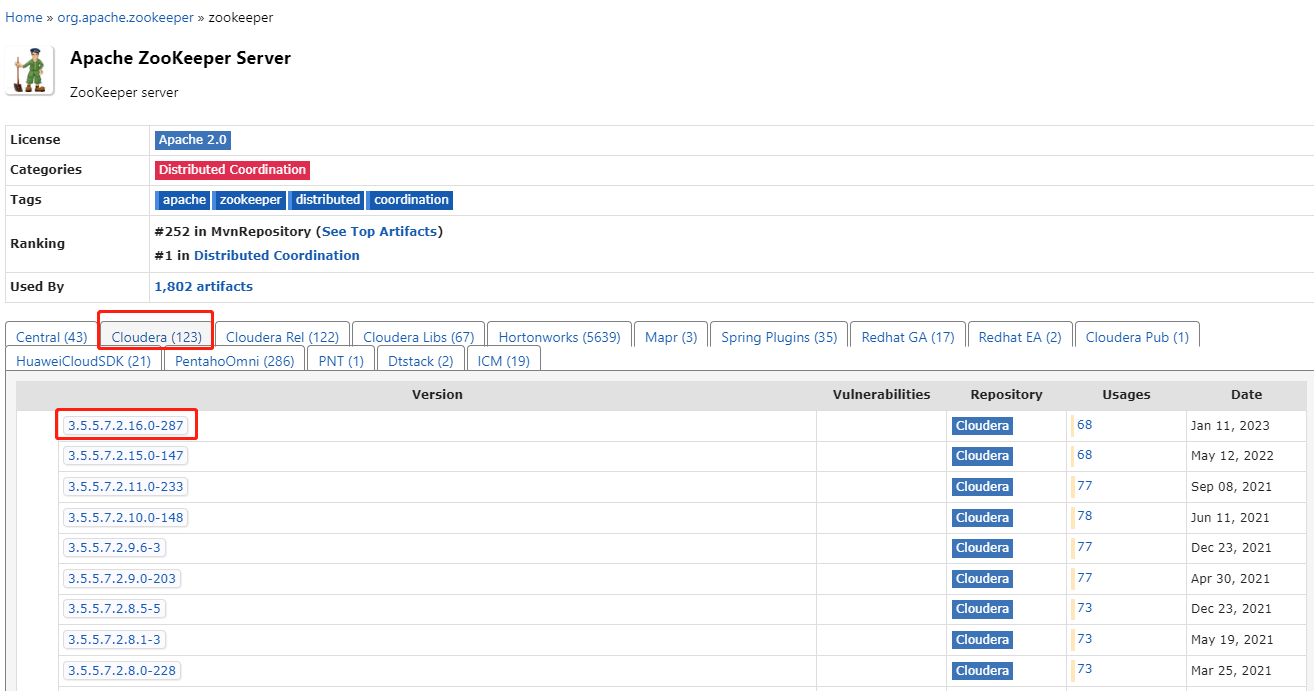 Home » org.apache.zookeeper » zookeeper
Apache ZooKeeper Server
ZooKeeper server
License Apache 2.0
Categories Distributed Coordination
Tags apache zookeeper distributed coordination
Ranking #252 in MvnRepository (See Top Artifacts)
#1 in Distributed Coordination
Used By 1,802 artifacts
Central (43) Cloudera (123) Cloudera Rel (122) Cloudera Libs (67) Hortonworks (5639) Mapr (3) Spring Plugins (35) Redhat GA (17) Redhat EA (2) Cloudera Pub (1)
HuaweiCloudSDK (21) PentahoOmni (286) PNT (1) Dtstack (2) ICM (19)
Version Vulnerabilities Repository Usages Date
3.5.5.7.2.16.0-287 Cloudera 68 Jan 11, 2023
3.5.5.7.2.15.0-147 Cloudera 68 May 12, 2022
3.5.5.7.2.11.0-233 Cloudera 77 Sep 08, 2021
3.5.5.7.2.10.0-148 Cloudera 78 Jun 11, 2021
3.5.5.7.2.9.6-3 Cloudera 77 Dec 23, 2021
3.5.5.7.2.9.0-203 Cloudera 77 Apr 30, 2021
3.5.5.7.2.8.5-5 Cloudera 73 Dec 23, 2021
3.5.5.7.2.8.1-3 Cloudera 73 May 19, 2021
3.5.5.7.2.8.0-228 Cloudera 73 Mar 25, 2021